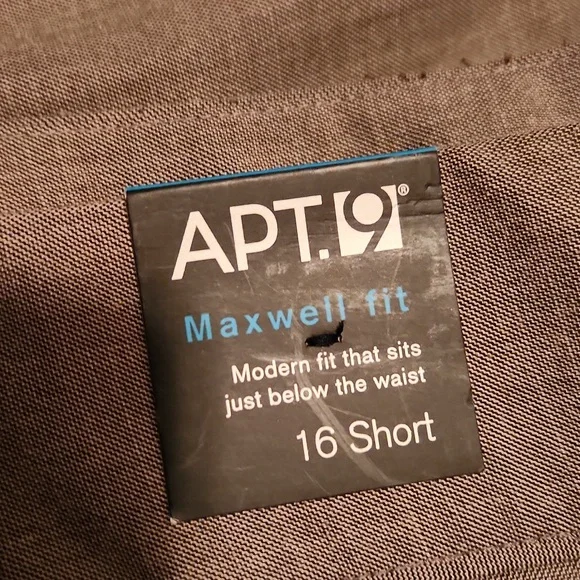 APT.9®
Maxwell fit
Modern fit that sits
just below the waist
16 Short